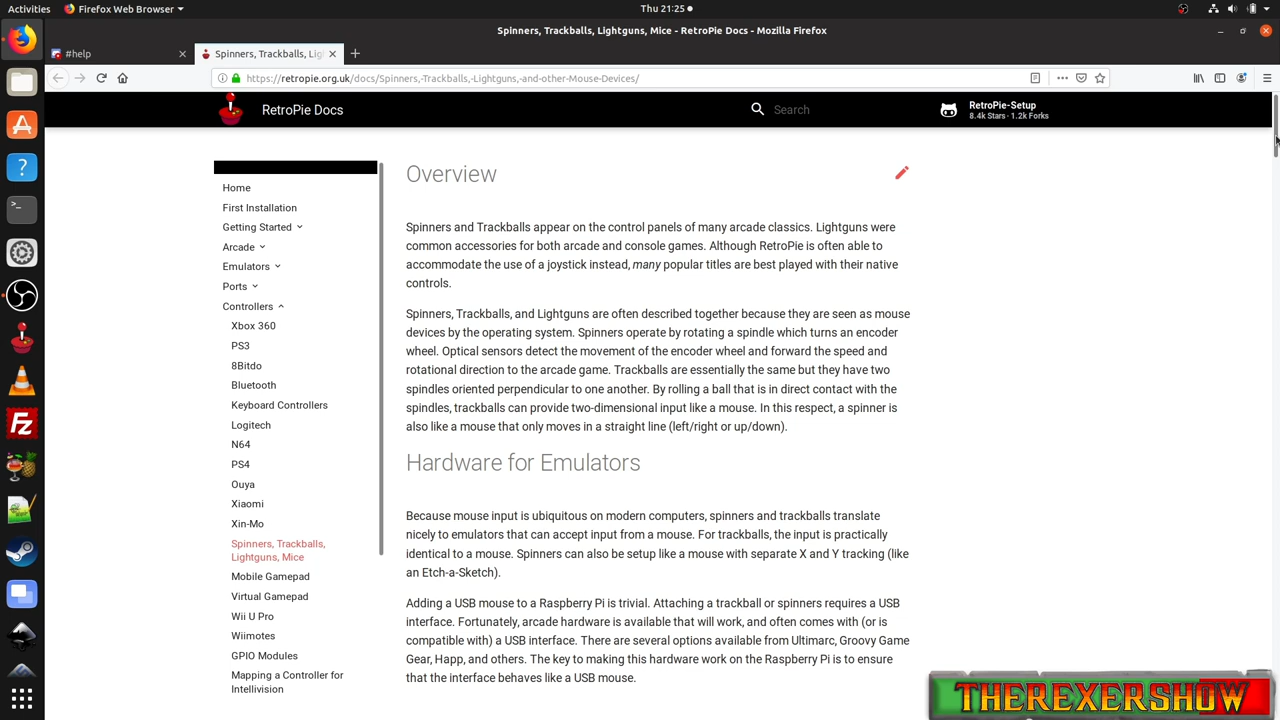 Activities
Firefox Web Browser
Thu 21:25
Spinners, Trackballs, Lightguns, Mice - RetroPie Docs - Mozilla Firefox
#help
Spinners, Trackballs, Lig
https://retropie.org.uk/docs/Spinners,-Trackballs,-Lightguns,-and-other-Mouse-Devices/
RetroPie Docs
Search
RetroPie-Setup
8.4k Stars · 1.2k Forks
Home
First Installation
Getting Started
Arcade
Emulators
Ports
Controllers
Xbox 360
PS3
8Bitdo
Bluetooth
Keyboard Controllers
Logitech
N64
PS4
Ouya
Xiaomi
Xin-Mo
Spinners, Trackballs,
Lightguns, Mice
Mobile Gamepad
Virtual Gamepad
Wii U Pro
Wiimotes
GPIO Modules
Mapping a Controller for
Intellivision
Overview
Spinners and Trackballs appear on the control panels of many arcade classics. Lightguns were
common accessories for both arcade and console games. Although RetroPie is often able to
accommodate the use of a joystick instead, many popular titles are best played with their native
controls.
Spinners, Trackballs, and Lightguns are often described together because they are seen as mouse
devices by the operating system. Spinners operate by rotating a spindle which turns an encoder
wheel. Optical sensors detect the movement of the encoder wheel and forward the speed and
rotational direction to the arcade game. Trackballs are essentially the same but they have two
spindles oriented perpendicular to one another. By rolling a ball that is in direct contact with the
spindles, trackballs can provide two-dimensional input like a mouse. In this respect, a spinner is
also like a mouse that only moves in a straight line (left/right or up/down).
Hardware for Emulators
Because mouse input is ubiquitous on modern computers, spinners and trackballs translate
nicely to emulators that can accept input from a mouse. For trackballs, the input is practically
identical to a mouse. Spinners can also be setup like a mouse with separate X and Y tracking (like
an Etch-a-Sketch).
Adding a USB mouse to a Raspberry Pi is trivial. Attaching a trackball or spinners requires a USB
interface. Fortunately, arcade hardware is available that will work, and often comes with (or is
compatible with) a USB interface. There are several options available from Ultimarc, Groovy Game
Gear, Happ, and others. The key to making this hardware work on the Raspberry Pi is to ensure
that the interface behaves like a USB mouse.
THEREXERSHOW